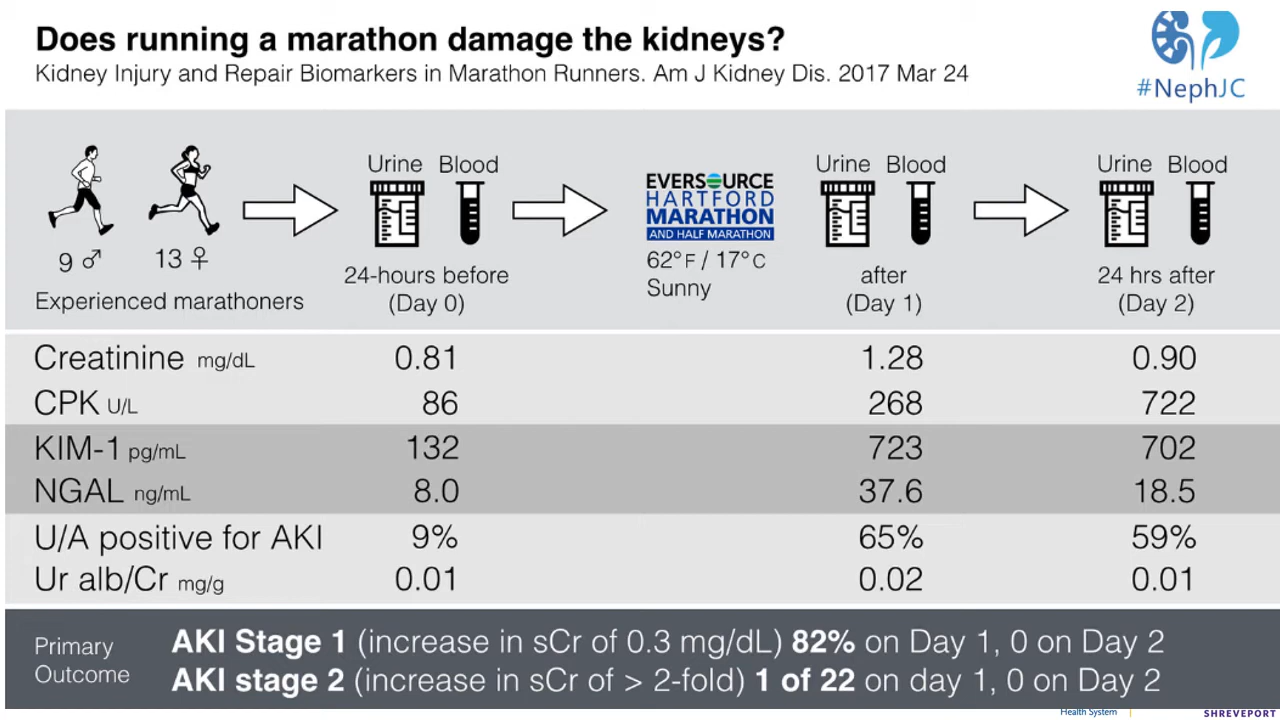 Does running a marathon damage the kidneys?
Kidney Injury and Repair Biomarkers in Marathon Runners. Am J Kidney Dis. 2017 Mar 24
#NephJC
Urine Blood
EVERSOURCE
HARTFORD
MARATHON
AND HALF MARATHON
Urine Blood
Urine Blood
9 ♂ 13 ♀
Experienced marathoners
24-hours before
(Day 0)
62°F / 17°C
Sunny
after
(Day 1)
24 hrs after
(Day 2)
Creatinine mg/dL 0.81 1.28 0.90
CPK U/L 86 268 722
KIM-1 pg/mL 132 723 702
NGAL ng/mL 8.0 37.6 18.5
U/A positive for AKI 9% 65% 59%
Ur alb/Cr mg/g 0.01 0.02 0.01
Primary
Outcome
AKI Stage 1 (increase in sCr of 0.3 mg/dL) 82% on Day 1, 0 on Day 2
AKI stage 2 (increase in sCr of > 2-fold) 1 of 22 on day 1, 0 on Day 2
Health System
SHREVEPORT